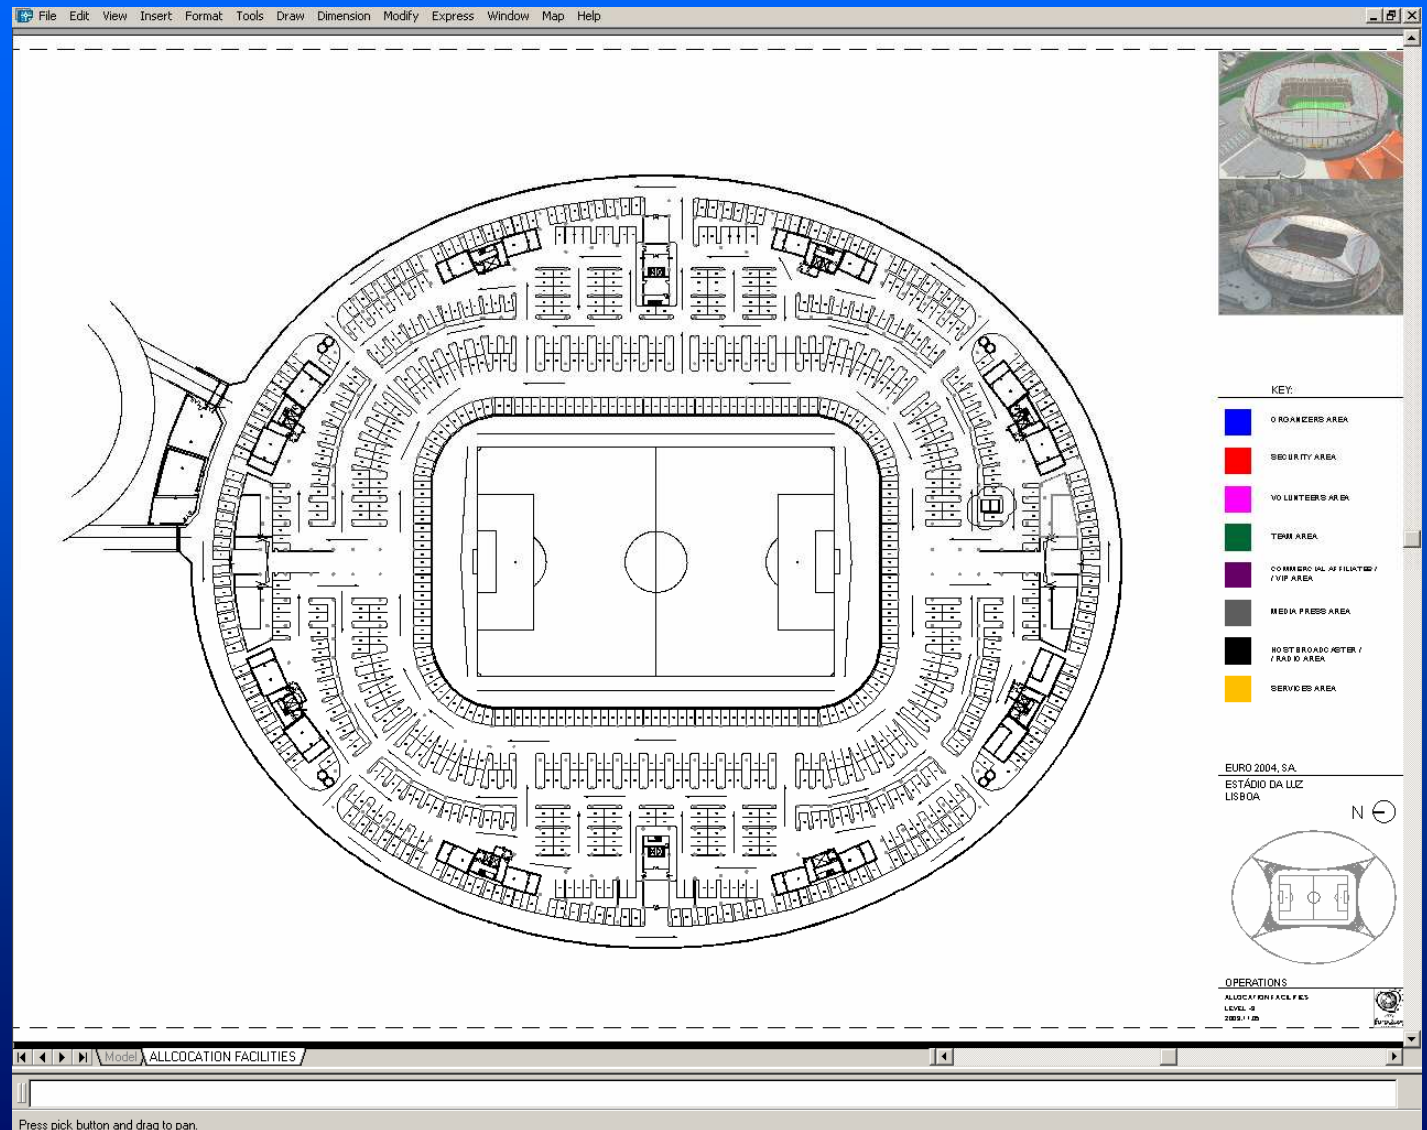 File Edit View Insert Format Tools Draw Dimension Modify Express Window Map Help
KEY:
ORGANIZERS AREA
SECURITY AREA
VOLUNTEERS AREA
TEAM AREA
COMMERCIAL AFFILIATES /
/ VIP AREA
MEDIA PRESS AREA
HOST BROADCASTER /
/ RADIO AREA
SERVICES AREA
EURO 2004, S.A.
ESTÁDIO DA LUZ
LISBOA
N
OPERATIONS
ALLOCATION FACILITIES
LEVEL
Model ALLCOCATION FACILITIES
Press pick button and drag to pan.